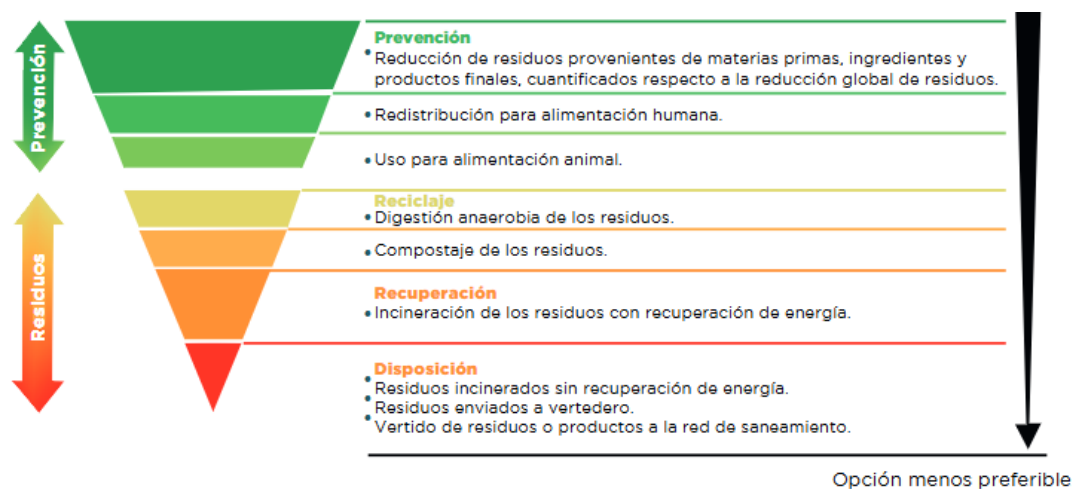 Prevención
Prevención
• Reducción de residuos provenientes de materias primas, ingredientes y
productos finales, cuantificados respecto a la reducción global de residuos.
• Redistribución para alimentación humana.
• Uso para alimentación animal.
Residuos
Reciclaje
• Digestión anaerobia de los residuos.
• Compostaje de los residuos.
Recuperación
• Incineración de los residuos con recuperación de energía.
Disposición
• Residuos incinerados sin recuperación de energía.
• Residuos enviados a vertedero.
• Vertido de residuos o productos a la red de saneamiento.
Opción menos preferible